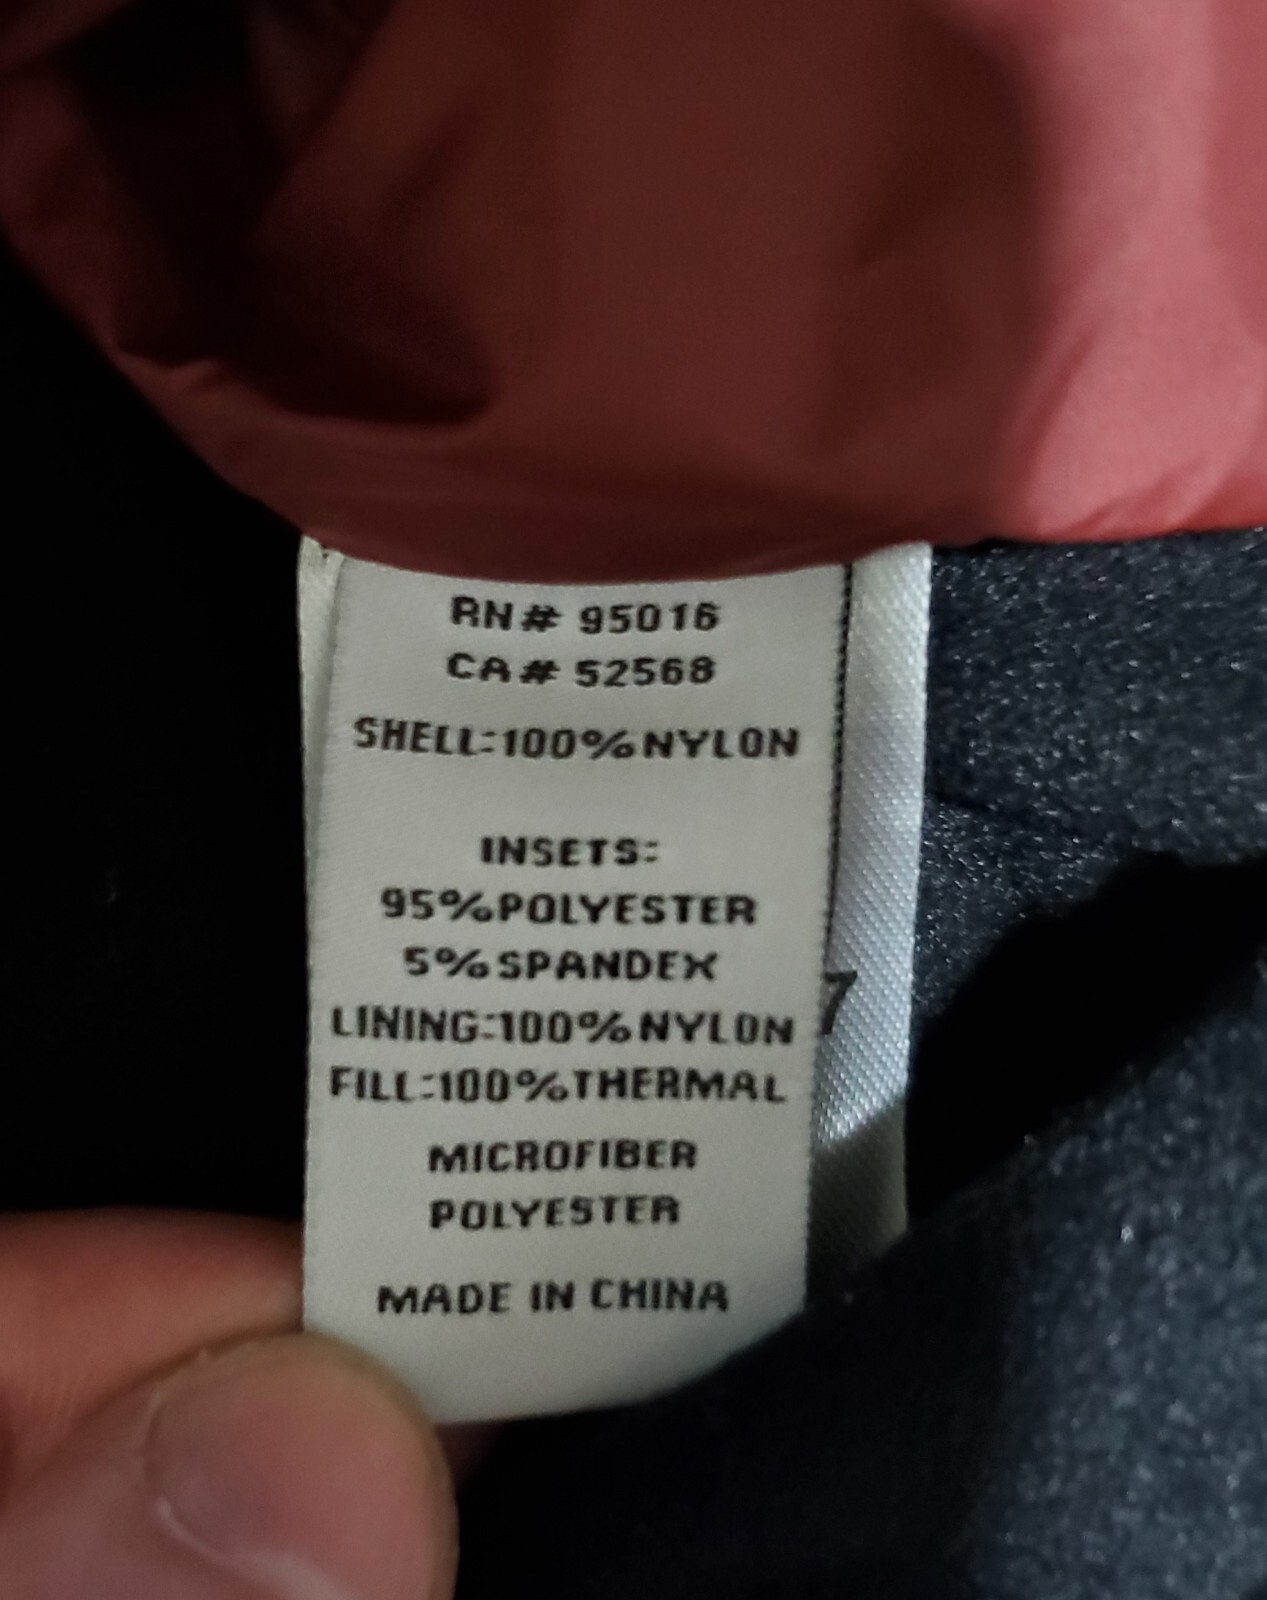 RN# 95016
CA# 52568
SHELL:100%NYLON
INSETS:
95%POLYESTER
5%SPANDEX
LINING:100%NYLON
FILL:100%THERMAL
MICROFIBER
POLYESTER
MADE IN CHINA
7